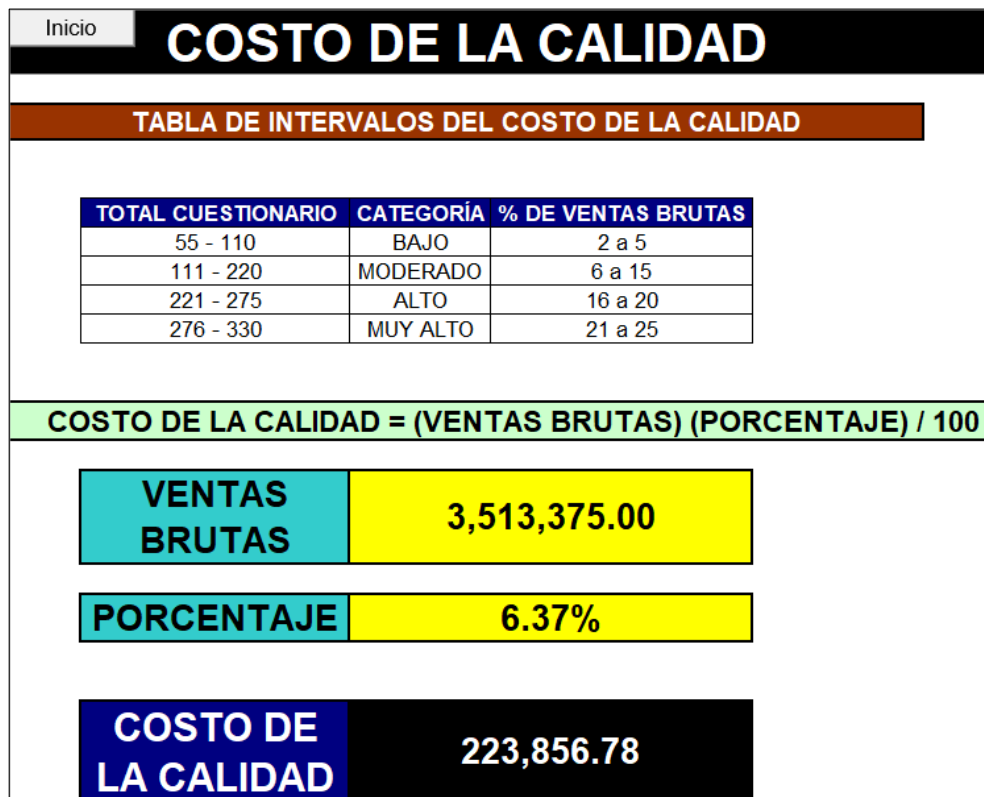 Inicio
COSTO DE LA CALIDAD
TABLA DE INTERVALOS DEL COSTO DE LA CALIDAD
TOTAL CUESTIONARIO CATEGORÍA % DE VENTAS BRUTAS
55 - 110 BAJO 2 a 5
111 - 220 MODERADO 6 a 15
221 - 275 ALTO 16 a 20
276 - 330 MUY ALTO 21 a 25
COSTO DE LA CALIDAD = (VENTAS BRUTAS) (PORCENTAJE) / 100
VENTAS
BRUTAS
3,513,375.00
PORCENTAJE 6.37%
COSTO DE
LA CALIDAD
223,856.78